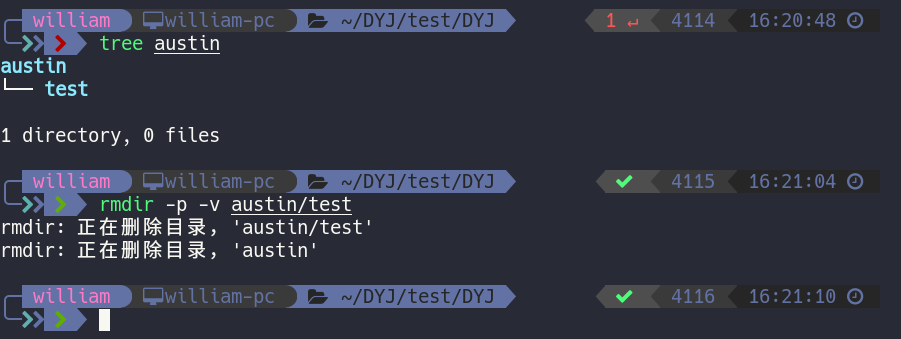 william william-pc ~/DYJ/test/DYJ 1 ↵ 4114 16:20:48
tree austin
austin
└── test
1 directory, 0 files
william william-pc ~/DYJ/test/DYJ ✔ 4115 16:21:04
rmdir -p -v austin/test
rmdir: 正在删除目录, 'austin/test'
rmdir: 正在删除目录, 'austin'
william william-pc ~/DYJ/test/DYJ ✔ 4116 16:21:10